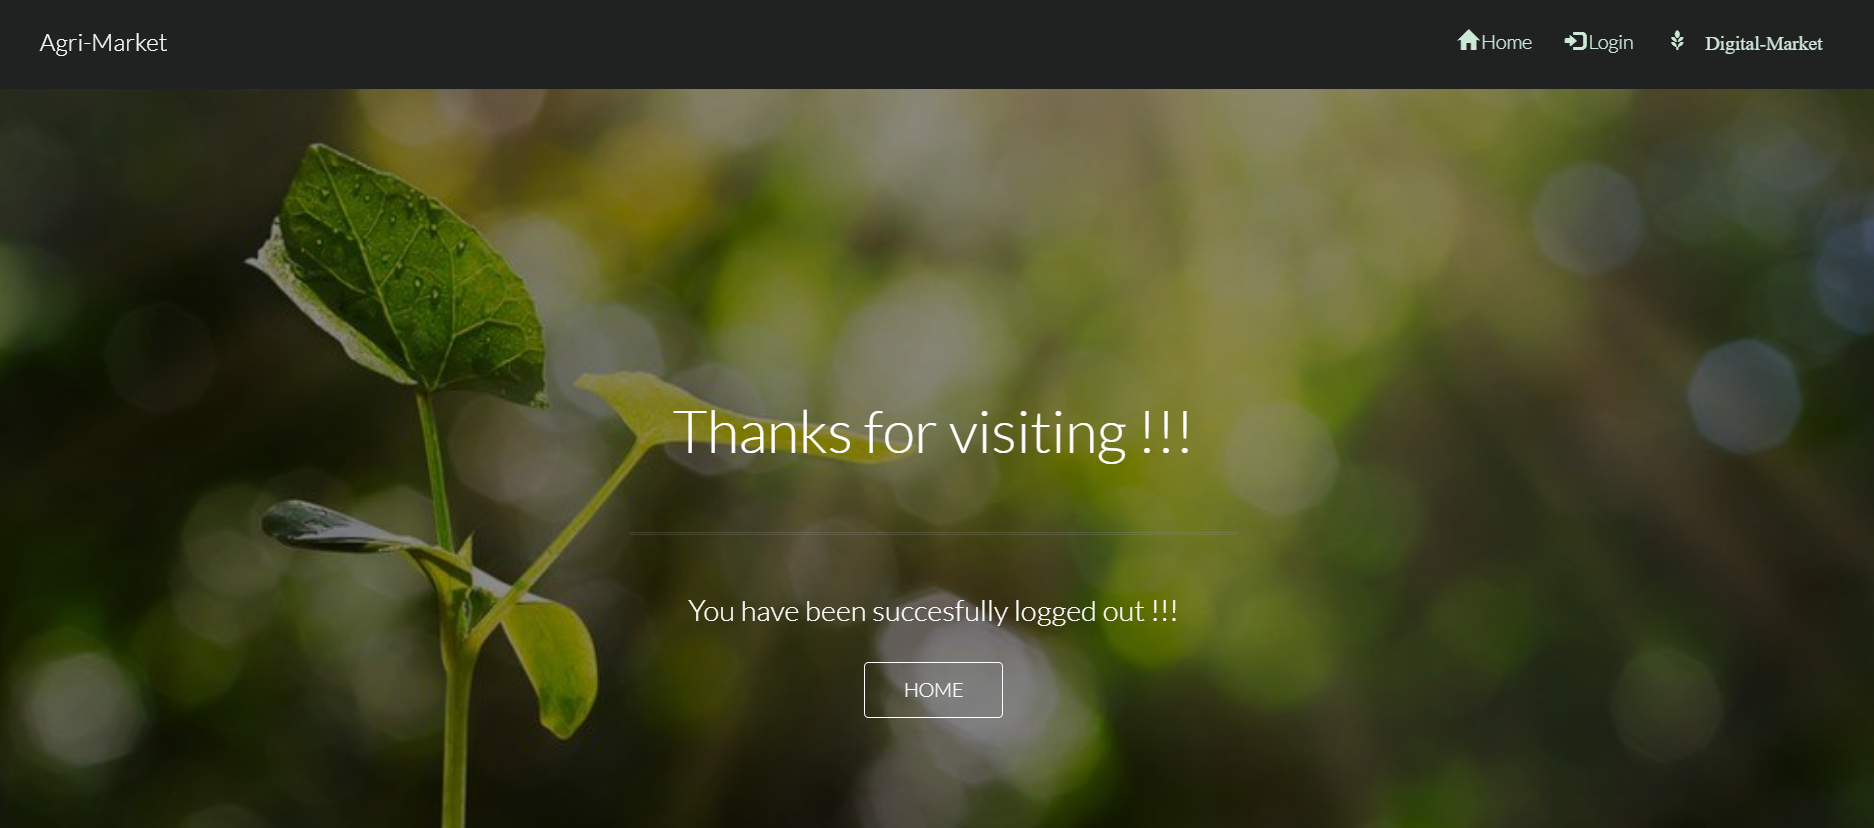 Agri-Market
Home
Login
Digital-Market
Thanks for visiting !!!
You have been succesfully logged out !!!
HOME